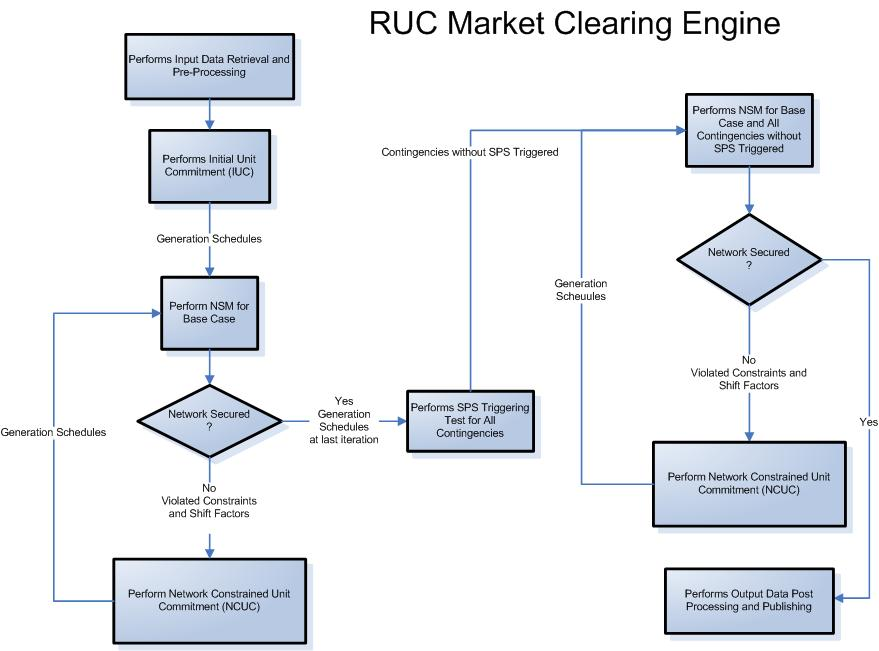 RUC Market Clearing Engine
Performs Input Data Retrieval and
Pre-Processing
Performs Initial Unit
Commitment (IUC)
Generation Schedules
Perform NSM for
Base Case
Network Secured
?
Generation Schedules
No
Violated Constraints
and Shift Factors
Perform Network Constrained Unit
Commitment (NCUC)
Yes
Generation
Schedules
at last iteration
Performs SPS Triggering
Test for All
Contingencies
Contingencies without SPS Triggered
Performs NSM for Base
Case and All
Contingencies without
SPS Triggered
Network Secured
?
Generation
Scheuules
No
Violated Constraints and
Shift Factors
Perform Network Constrained Unit
Commitment (NCUC)
Yes
Performs Output Data Post
Processing and Publishing